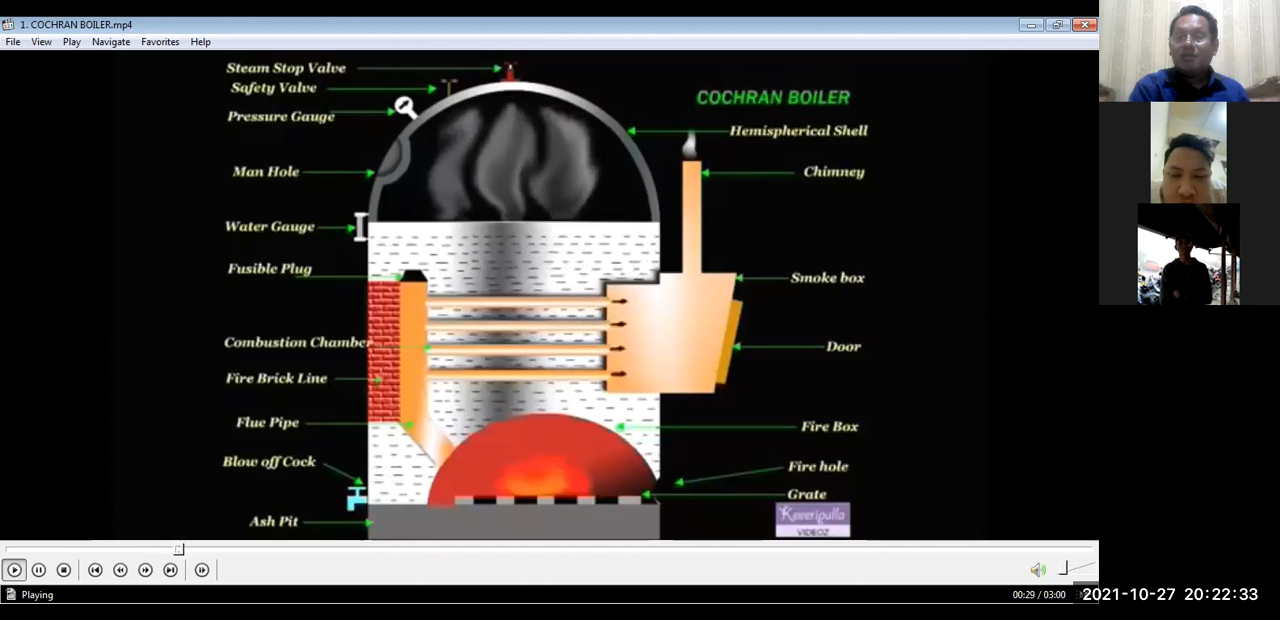 1. COCHRAN BOILER.mp4
File View Play Navigate Favorites Help
Steam Stop Valve
Safety Valve
COCHRAN BOILER
Pressure Gauge
Hemispherical Shell
Man Hole
Chimney
Water Gauge
Fusible Plug
Smoke box
Combustion Chamber
Door
Fire Brick Line
Flue Pipe
Fire Box
Blow off Cock
Fire hole
Grate
Ash Pit
VIDEOZ
Playing
00:29 / 03:00
2021-10-27 20:22:33